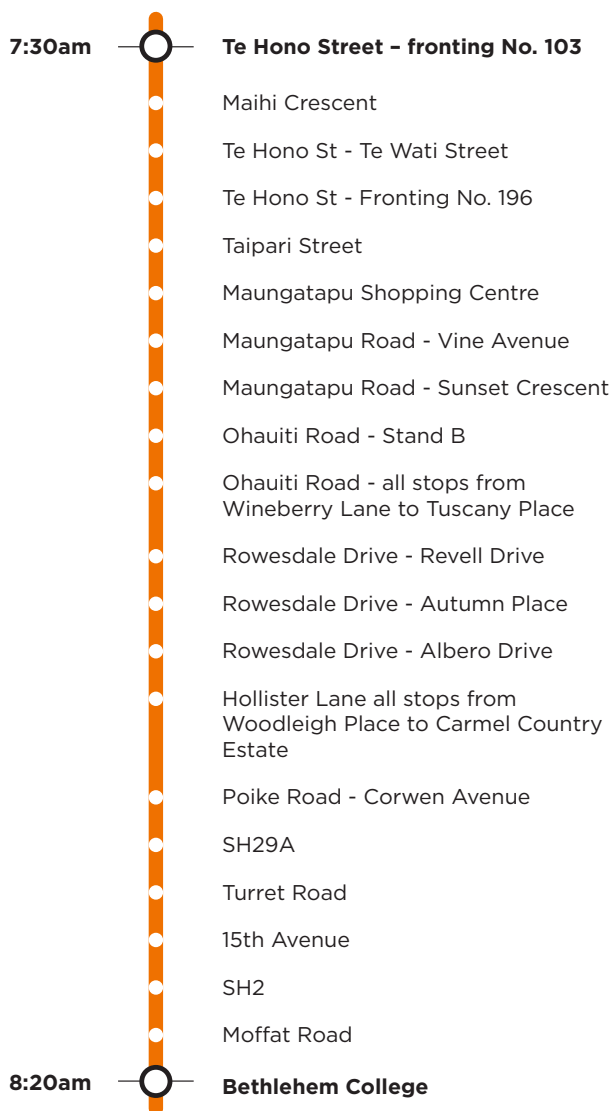 7:30am Te Hono Street – fronting No. 103
Maihi Crescent
Te Hono St - Te Wati Street
Te Hono St - Fronting No. 196
Taipari Street
Maungatapu Shopping Centre
Maungatapu Road - Vine Avenue
Maungatapu Road - Sunset Crescent
Ohauiti Road - Stand B
Ohauiti Road - all stops from
Wineberry Lane to Tuscany Place
Rowesdale Drive - Revell Drive
Rowesdale Drive - Autumn Place
Rowesdale Drive - Albero Drive
Hollister Lane all stops from
Woodleigh Place to Carmel Country
Estate
Poike Road - Corwen Avenue
SH29A
Turret Road
15th Avenue
SH2
Moffat Road
8:20am Bethlehem College